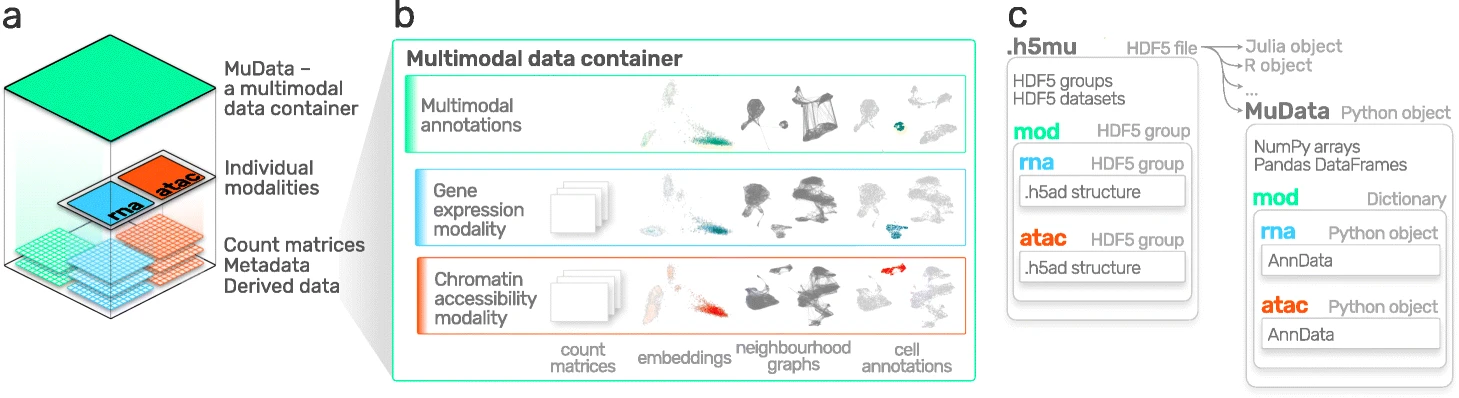 a
MuData –
a multimodal
data container
Individual
modalities
rna
atac
Count matrices
Metadata
Derived data
b
Multimodal data container
Multimodal
annotations
Gene
expression
modality
Chromatin
accessibility
modality
count
matrices
embeddings
neighbourhood
graphs
cell
annotations
c
.h5mu HDF5 file
HDF5 groups
HDF5 datasets
mod HDF5 group
rna HDF5 group
.h5ad structure
atac HDF5 group
.h5ad structure
Julia object
R object
...
MuData Python object
NumPy arrays
Pandas DataFrames
mod Dictionary
rna Python object
AnnData
atac Python object
AnnData